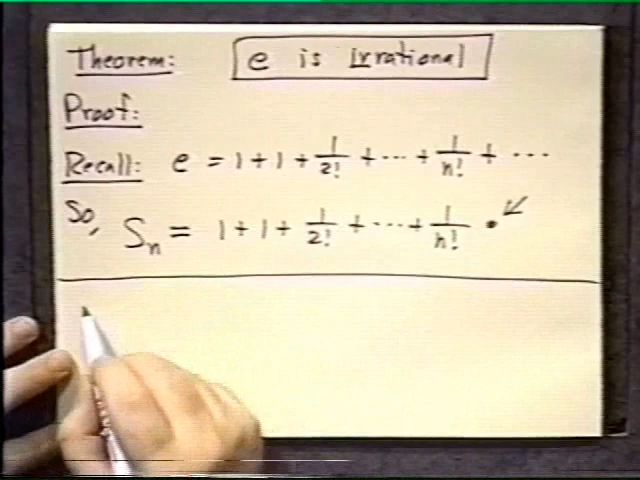 Theorem: e is irrational
Proof:
Recall: e = 1 + 1 + 1/2! + ··· + 1/n! + ···
So, Sₙ = 1 + 1 + 1/2! + ··· + 1/n! . ↙